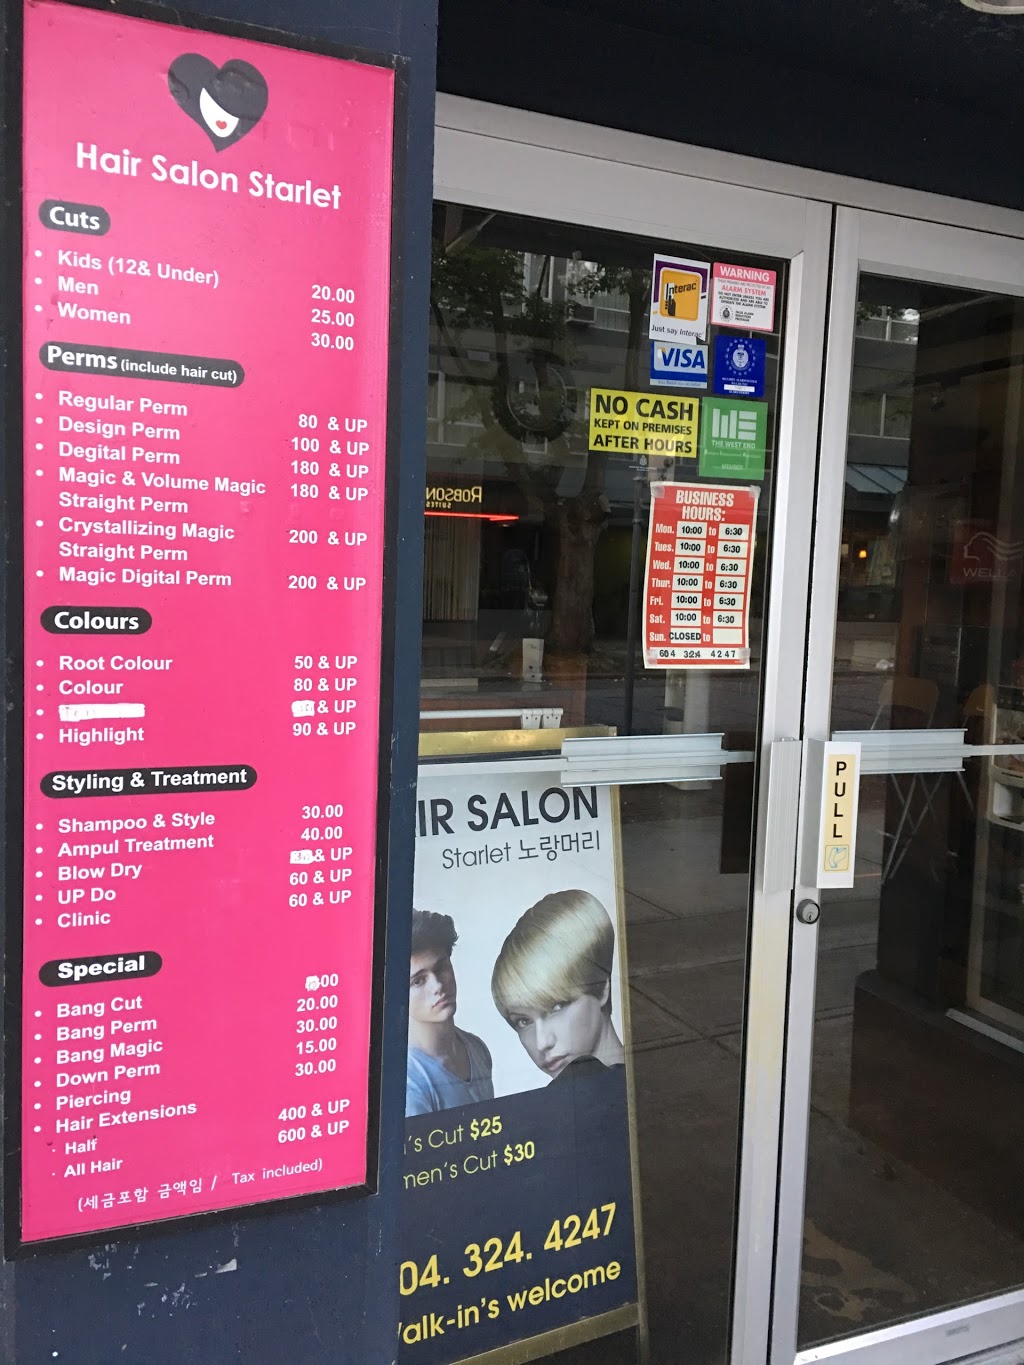 Hair Salon Starlet
Cuts
• Kids (12& Under) 20.00
• Men 25.00
• Women 30.00
Perms (include hair cut)
• Regular Perm 80 & UP
• Design Perm 100 & UP
• Degital Perm 180 & UP
• Magic & Volume Magic 180 & UP
Straight Perm
• Crystallizing Magic 200 & UP
Straight Perm
• Magic Digital Perm 200 & UP
Colours
• Root Colour 50 & UP
• Colour 80 & UP
• & UP
• Highlight 90 & UP
Styling & Treatment
• Shampoo & Style 30.00
• Ampul Treatment 40.00
• Blow Dry & UP
• UP Do 60 & UP
• Clinic 60 & UP
Special
• Bang Cut 00
• Bang Perm 20.00
• Bang Magic 30.00
• Down Perm 15.00
• Piercing 30.00
• Hair Extensions
· Half 400 & UP
· All Hair 600 & UP
(세금포함 금액임 / Tax included)
Interac
Just say Interac
WARNING
ALARM SYSTEM
VISA
NO CASH
KEPT ON PREMISES
AFTER HOURS
WE
THE WEST END
MEMBER
BUSINESS
HOURS:
Mon. 10:00 to 6:30
Tues. 10:00 to 6:30
Wed. 10:00 to 6:30
Thur. 10:00 to 6:30
Fri. 10:00 to 6:30
Sat. 10:00 to 6:30
Sun. CLOSED to
604 324 4247
ROBSON
SUITES
WELLA
PULL
IR SALON
Starlet 노랑머리
's Cut $25
men's Cut $30
04. 324. 4247
alk-in's welcome